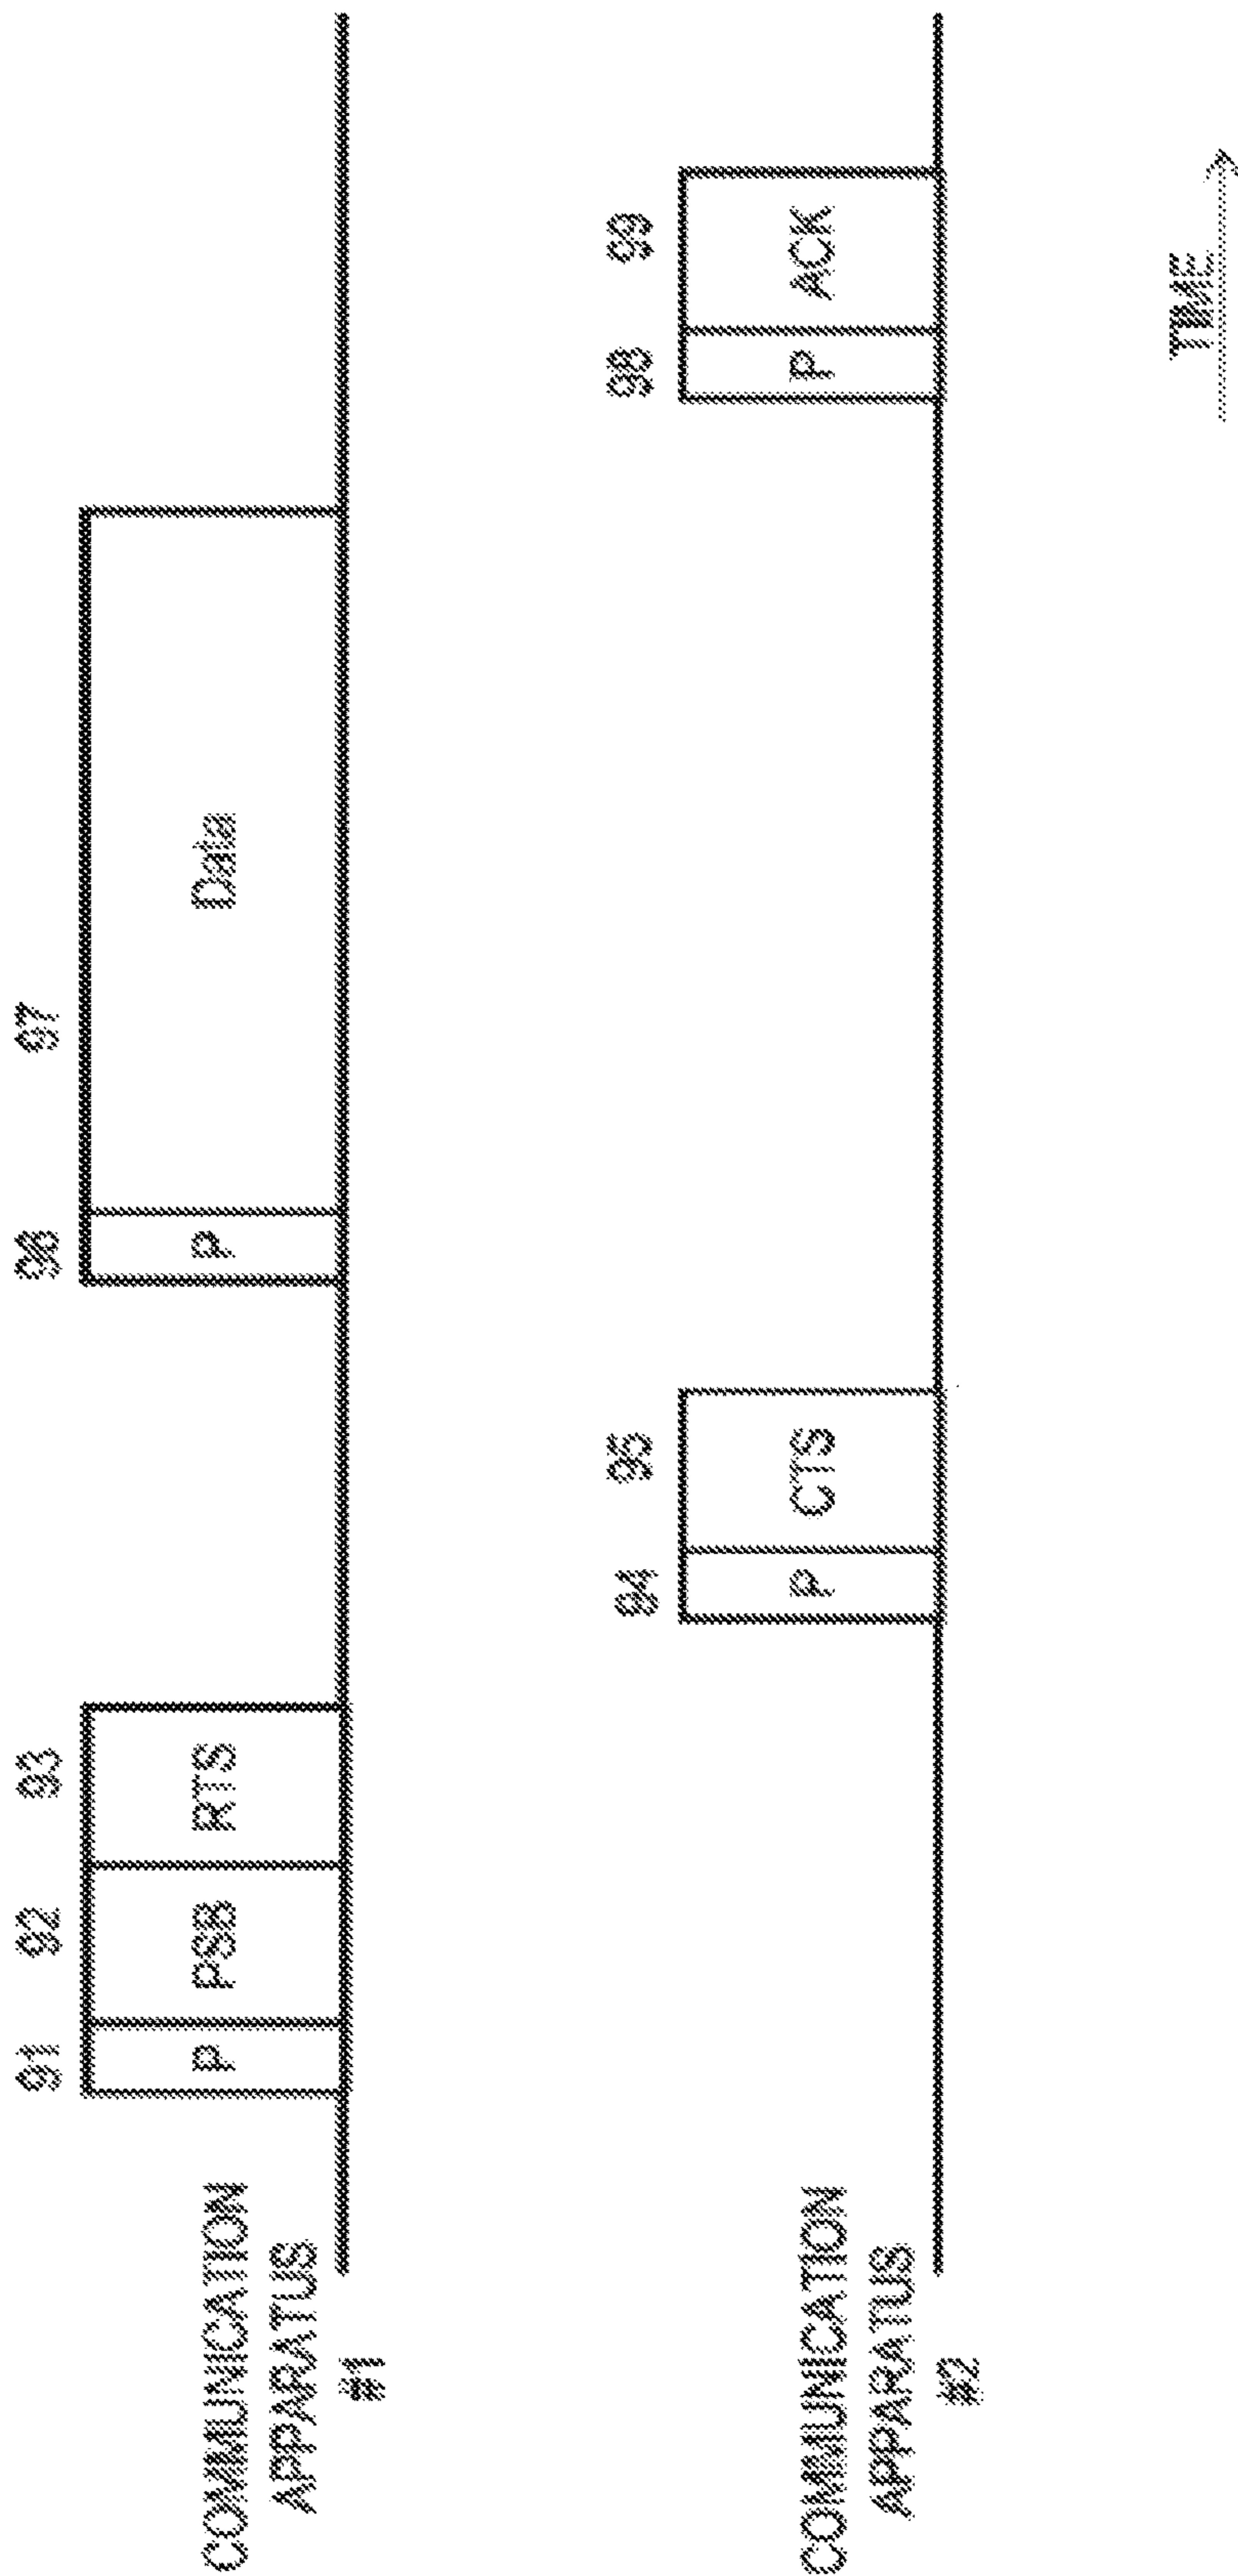 91 92 93 96 97
P PSB RTS P Data
COMMUNICATION
APPARATUS
#1
94 95 98 99
P CTS P ACK
COMMUNICATION
APPARATUS
#2
TIME